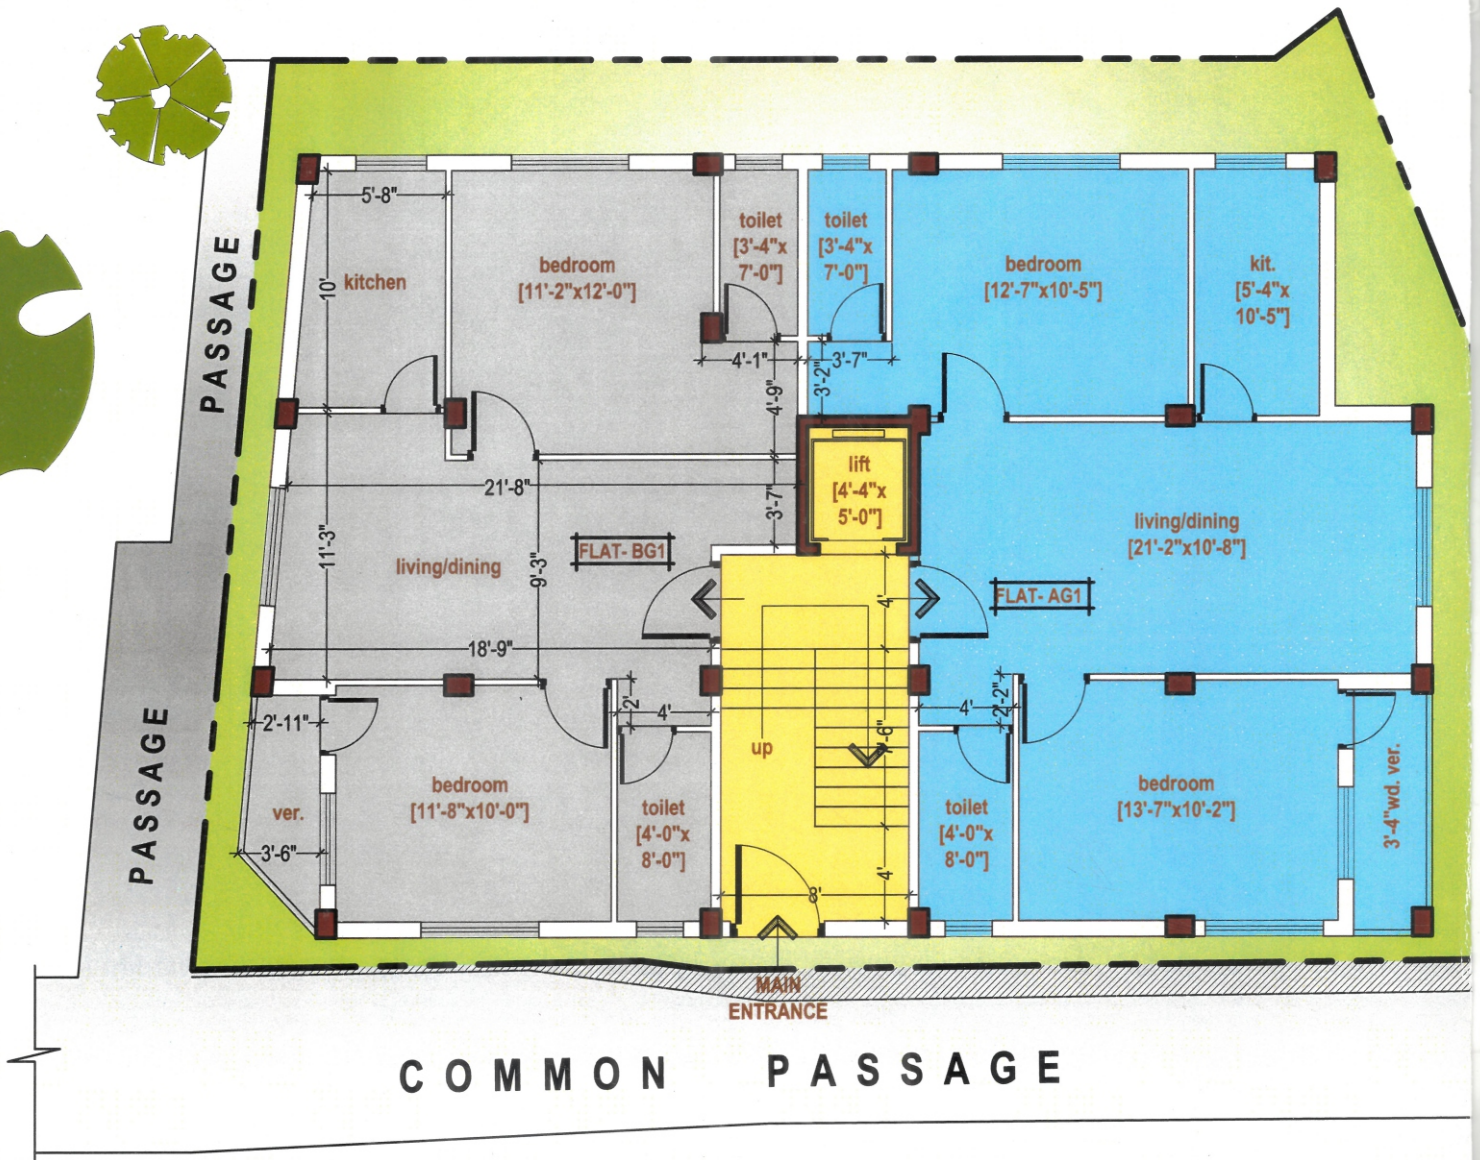 PASSAGE
PASSAGE
5'-8"
10'
kitchen
bedroom
[11'-2"x12'-0"]
toilet
[3'-4"x
7'-0"]
toilet
[3'-4"x
7'-0"]
bedroom
[12'-7"x10'-5"]
kit.
[5'-4"x
10'-5"]
4'-1"
3'-7"
4'-9"
3'-2"
lift
[4'-4"x
5'-0"]
21'-8"
3'-7"
11'-3"
9'-3"
living/dining
FLAT- BG1
living/dining
[21'-2"x10'-8"]
FLAT- AG1
4'
18'-9"
2'
4'
4'
2'-2"
2'-11"
up
ver.
3'-6"
bedroom
[11'-8"x10'-0"]
toilet
[4'-0"x
8'-0"]
toilet
[4'-0"x
8'-0"]
bedroom
[13'-7"x10'-2"]
3'-4"wd. ver.
8'
4'
MAIN
ENTRANCE
COMMON PASSAGE